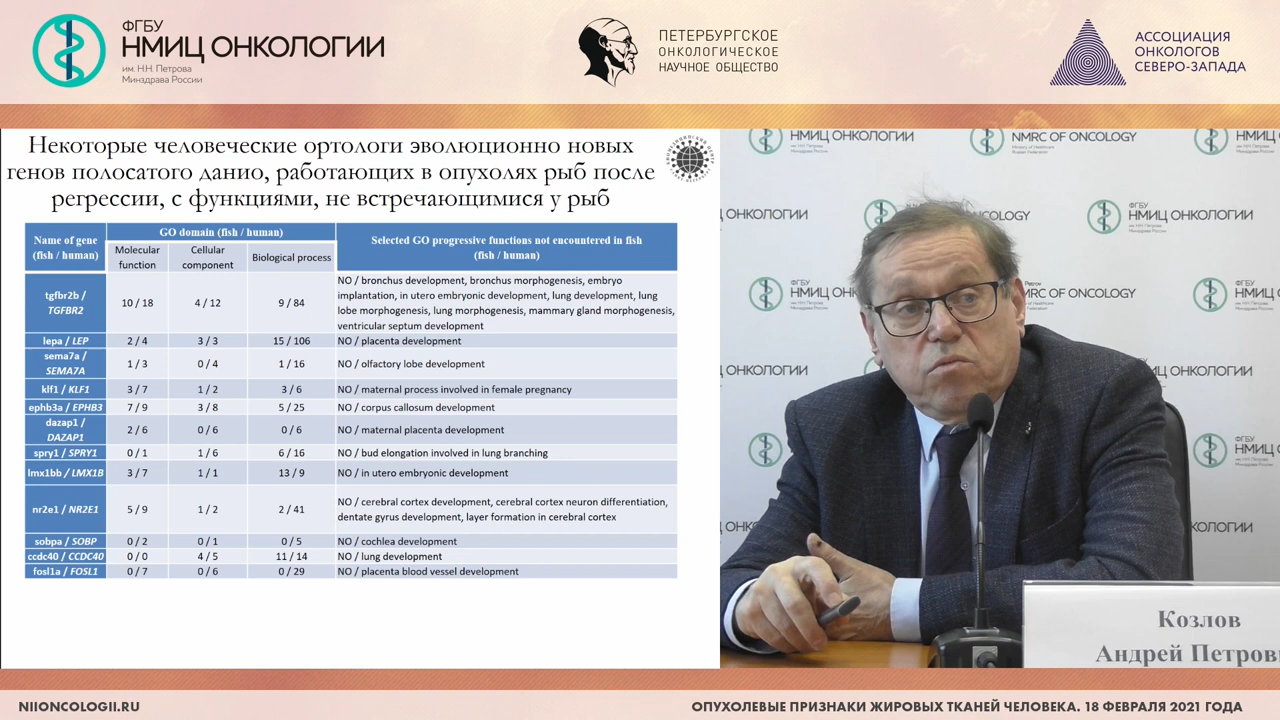 ФГБУ
НМИЦ ОНКОЛОГИИ
им. Н.Н. Петрова
Минздрава России
ПЕТЕРБУРГСКОЕ
ОНКОЛОГИЧЕСКОЕ
НАУЧНОЕ ОБЩЕСТВО
АССОЦИАЦИЯ
ОНКОЛОГОВ
СЕВЕРО-ЗАПАДА
Некоторые человеческие ортологи эволюционно новых
генов полосатого данио, работающих в опухолях рыб после
регрессии, с функциями, не встречающимися у рыб
Name of gene (fish / human) GO domain (fish / human) Selected GO progressive functions not encountered in fish (fish / human)
Molecular function Cellular component Biological process
tgfbr2b / TGFBR2 10 / 18 4 / 12 9 / 84 NO / bronchus development, bronchus morphogenesis, embryo
implantation, in utero embryonic development, lung development, lung
lobe morphogenesis, lung morphogenesis, mammary gland morphogenesis,
ventricular septum development
lepa / LEP 2 / 4 3 / 3 15 / 106 NO / placenta development
sema7a / SEMA7A 1 / 3 0 / 4 1 / 16 NO / olfactory lobe development
klf1 / KLF1 3 / 7 1 / 2 3 / 6 NO / maternal process involved in female pregnancy
ephb3a / EPHB3 7 / 9 3 / 8 5 / 25 NO / corpus callosum development
dazap1 / DAZAP1 2 / 6 0 / 6 0 / 6 NO / maternal placenta development
spry1 / SPRY1 0 / 1 1 / 6 6 / 16 NO / bud elongation involved in lung branching
lmx1bb / LMX1B 3 / 7 1 / 1 13 / 9 NO / in utero embryonic development
nr2e1 / NR2E1 5 / 9 1 / 2 2 / 41 NO / cerebral cortex development, cerebral cortex neuron differentiation,
dentate gyrus development, layer formation in cerebral cortex
sobpa / SOBP 0 / 2 0 / 1 0 / 5 NO / cochlea development
ccdc40 / CCDC40 0 / 0 4 / 5 11 / 14 NO / lung development
fosl1a / FOSL1 0 / 7 0 / 6 0 / 29 NO / placenta blood vessel development
НМИЦ ОНКОЛОГИИ
NMRC OF ONCOLOGY
Козлов
Андрей Петров
NIIONCOLOGII.RU
ОПУХОЛЕВЫЕ ПРИЗНАКИ ЖИРОВЫХ ТКАНЕЙ ЧЕЛОВЕКА. 18 ФЕВРАЛЯ 2021 ГОДА